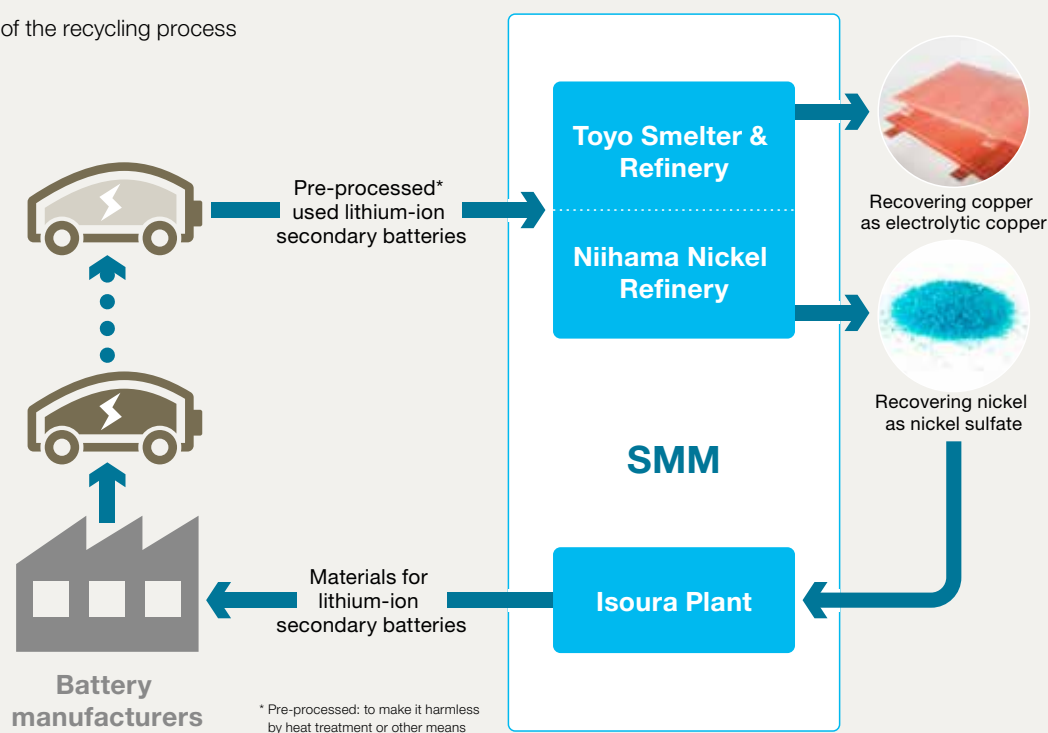 of the recycling process
Pre-processed*
used lithium-ion
secondary batteries
Toyo Smelter &
Refinery
Niihama Nickel
Refinery
Recovering copper
as electrolytic copper
Recovering nickel
as nickel sulfate
SMM
Isoura Plant
Materials for
lithium-ion
secondary batteries
Battery
manufacturers
* Pre-processed: to make it harmless
by heat treatment or other means